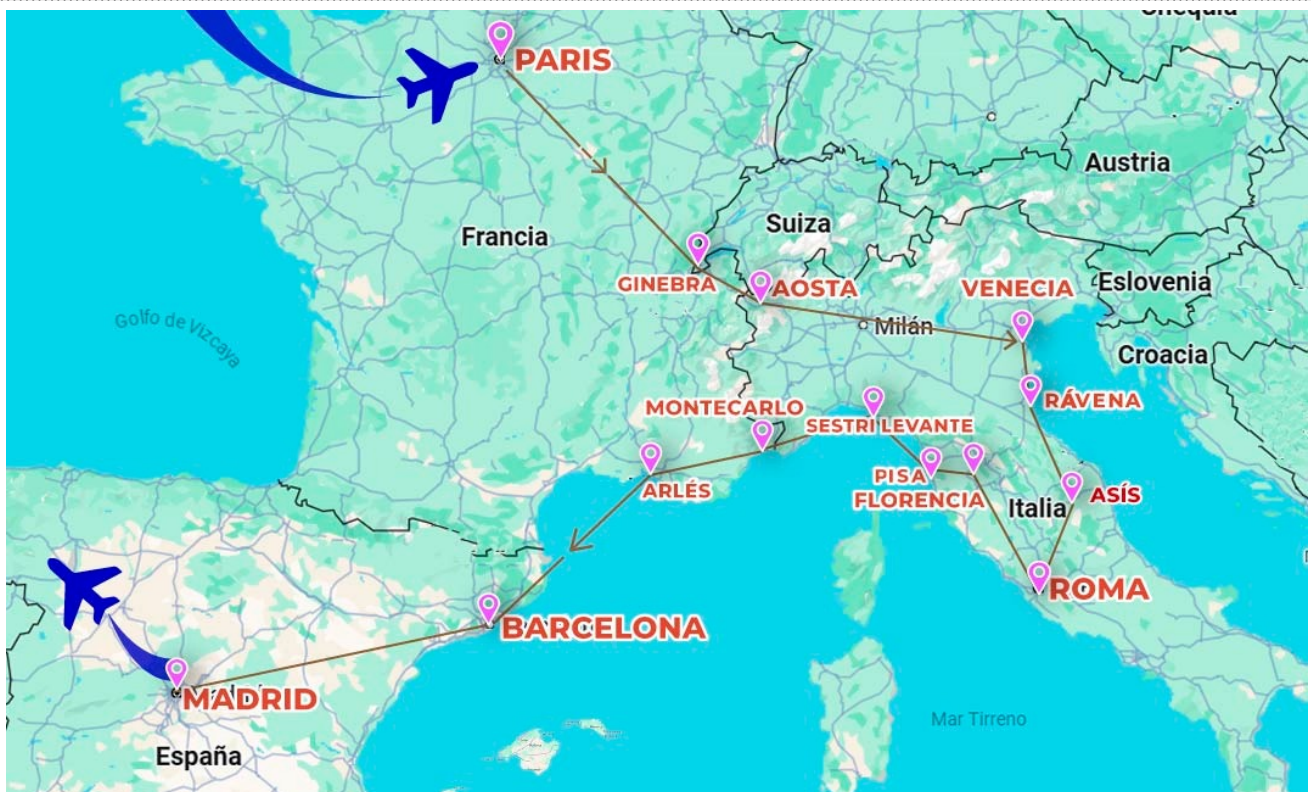 PARIS
Austria
Suiza
Francia
GINEBRA
AOSTA
VENECIA
Eslovenia
Golfo de Vizcaya
Milán
Croacia
RÁVENA
MONTECARLO
SESTRI LEVANTE
PISA
ARLÉS
FLORENCIA
Italia
ASÍS
ROMA
BARCELONA
MADRID
Mar Tirreno
España